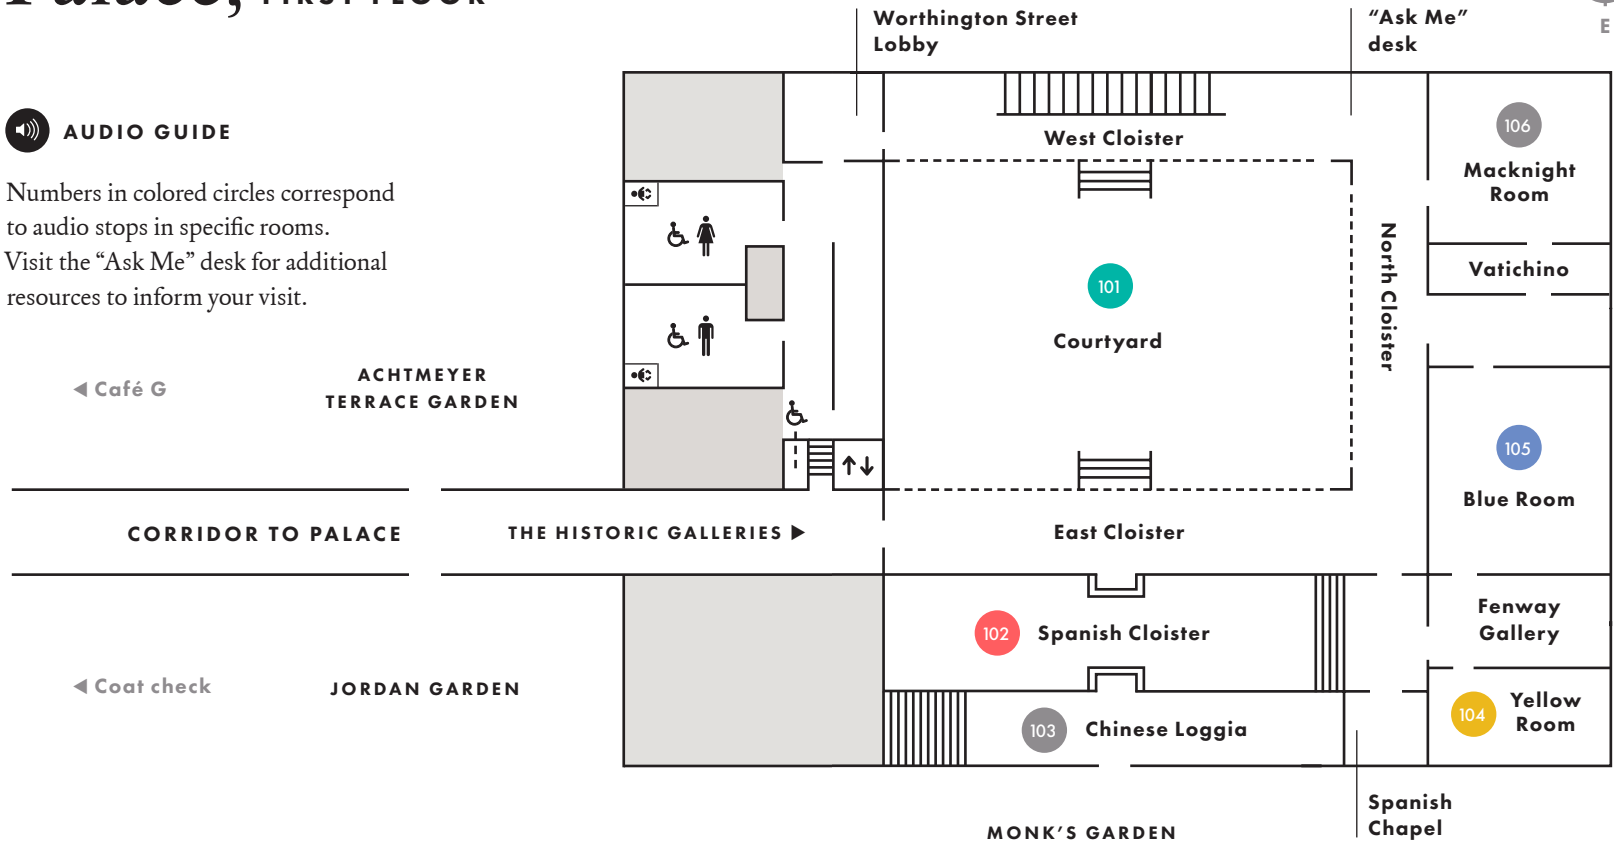 Palace, FIRST FLOOR
E
Worthington Street
Lobby
"Ask Me"
desk
AUDIO GUIDE
Numbers in colored circles correspond
to audio stops in specific rooms.
Visit the “Ask Me” desk for additional
resources to inform your visit.
West Cloister
106
Macknight
Room
Vatichino
North Cloister
101
Courtyard
◀ Café G
ACHTMEYER
TERRACE GARDEN
105
Blue Room
CORRIDOR TO PALACE
THE HISTORIC GALLERIES ▶
East Cloister
Fenway
Gallery
102
Spanish Cloister
◀ Coat check
JORDAN GARDEN
103
Chinese Loggia
104
Yellow
Room
Spanish
Chapel
MONK'S GARDEN